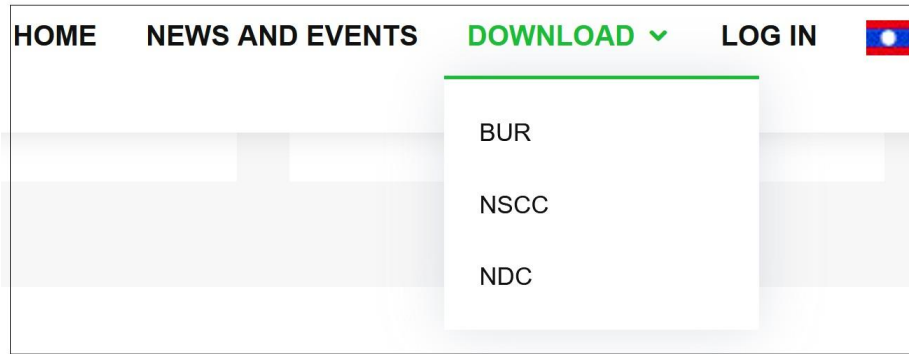 HOME NEWS AND EVENTS DOWNLOAD LOG IN
BUR
NSCC
NDC